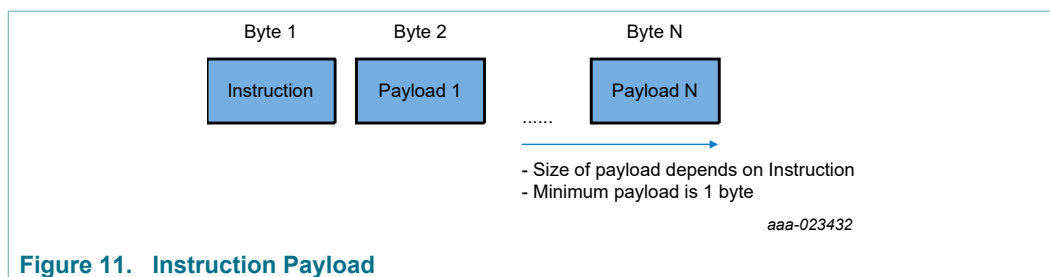 Byte 1 Byte 2 Byte N
Instruction Payload 1 Payload N
......
- Size of payload depends on Instruction
- Minimum payload is 1 byte
aaa-023432
Figure 11. Instruction Payload